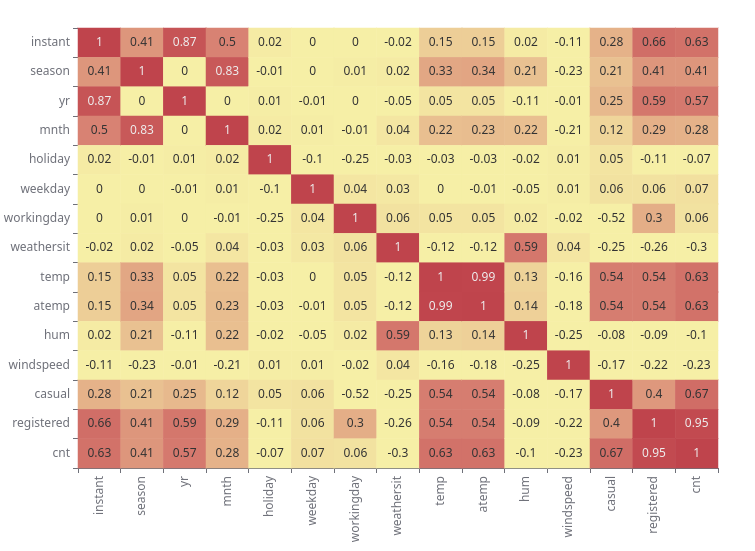 instant 1 0.41 0.87 0.5 0.02 0 0 -0.02 0.15 0.15 0.02 -0.11 0.28 0.66 0.63
season 0.41 1 0 0.83 -0.01 0 0.01 0.02 0.33 0.34 0.21 -0.23 0.21 0.41 0.41
yr 0.87 0 1 0 0.01 -0.01 0 -0.05 0.05 0.05 -0.11 -0.01 0.25 0.59 0.57
mnth 0.5 0.83 0 1 0.02 0.01 -0.01 0.04 0.22 0.23 0.22 -0.21 0.12 0.29 0.28
holiday 0.02 -0.01 0.01 0.02 1 -0.1 -0.25 -0.03 -0.03 -0.03 -0.02 0.01 0.05 -0.11 -0.07
weekday 0 0 -0.01 0.01 -0.1 1 0.04 0.03 0 -0.01 -0.05 0.01 0.06 0.06 0.07
workingday 0 0.01 0 -0.01 -0.25 0.04 1 0.06 0.05 0.05 0.02 -0.02 -0.52 0.3 0.06
weathersit -0.02 0.02 -0.05 0.04 -0.03 0.03 0.06 1 -0.12 -0.12 0.59 0.04 -0.25 -0.26 -0.3
temp 0.15 0.33 0.05 0.22 -0.03 0 0.05 -0.12 1 0.99 0.13 -0.16 0.54 0.54 0.63
atemp 0.15 0.34 0.05 0.23 -0.03 -0.01 0.05 -0.12 0.99 1 0.14 -0.18 0.54 0.54 0.63
hum 0.02 0.21 -0.11 0.22 -0.02 -0.05 0.02 0.59 0.13 0.14 1 -0.25 -0.08 -0.09 -0.1
windspeed -0.11 -0.23 -0.01 -0.21 0.01 0.01 -0.02 0.04 -0.16 -0.18 -0.25 1 -0.17 -0.22 -0.23
casual 0.28 0.21 0.25 0.12 0.05 0.06 -0.52 -0.25 0.54 0.54 -0.08 -0.17 1 0.4 0.67
registered 0.66 0.41 0.59 0.29 -0.11 0.06 0.3 -0.26 0.54 0.54 -0.09 -0.22 0.4 1 0.95
cnt 0.63 0.41 0.57 0.28 -0.07 0.07 0.06 -0.3 0.63 0.63 -0.1 -0.23 0.67 0.95 1
instant season yr mnth holiday weekday workingday weathersit temp atemp hum windspeed casual registered cnt